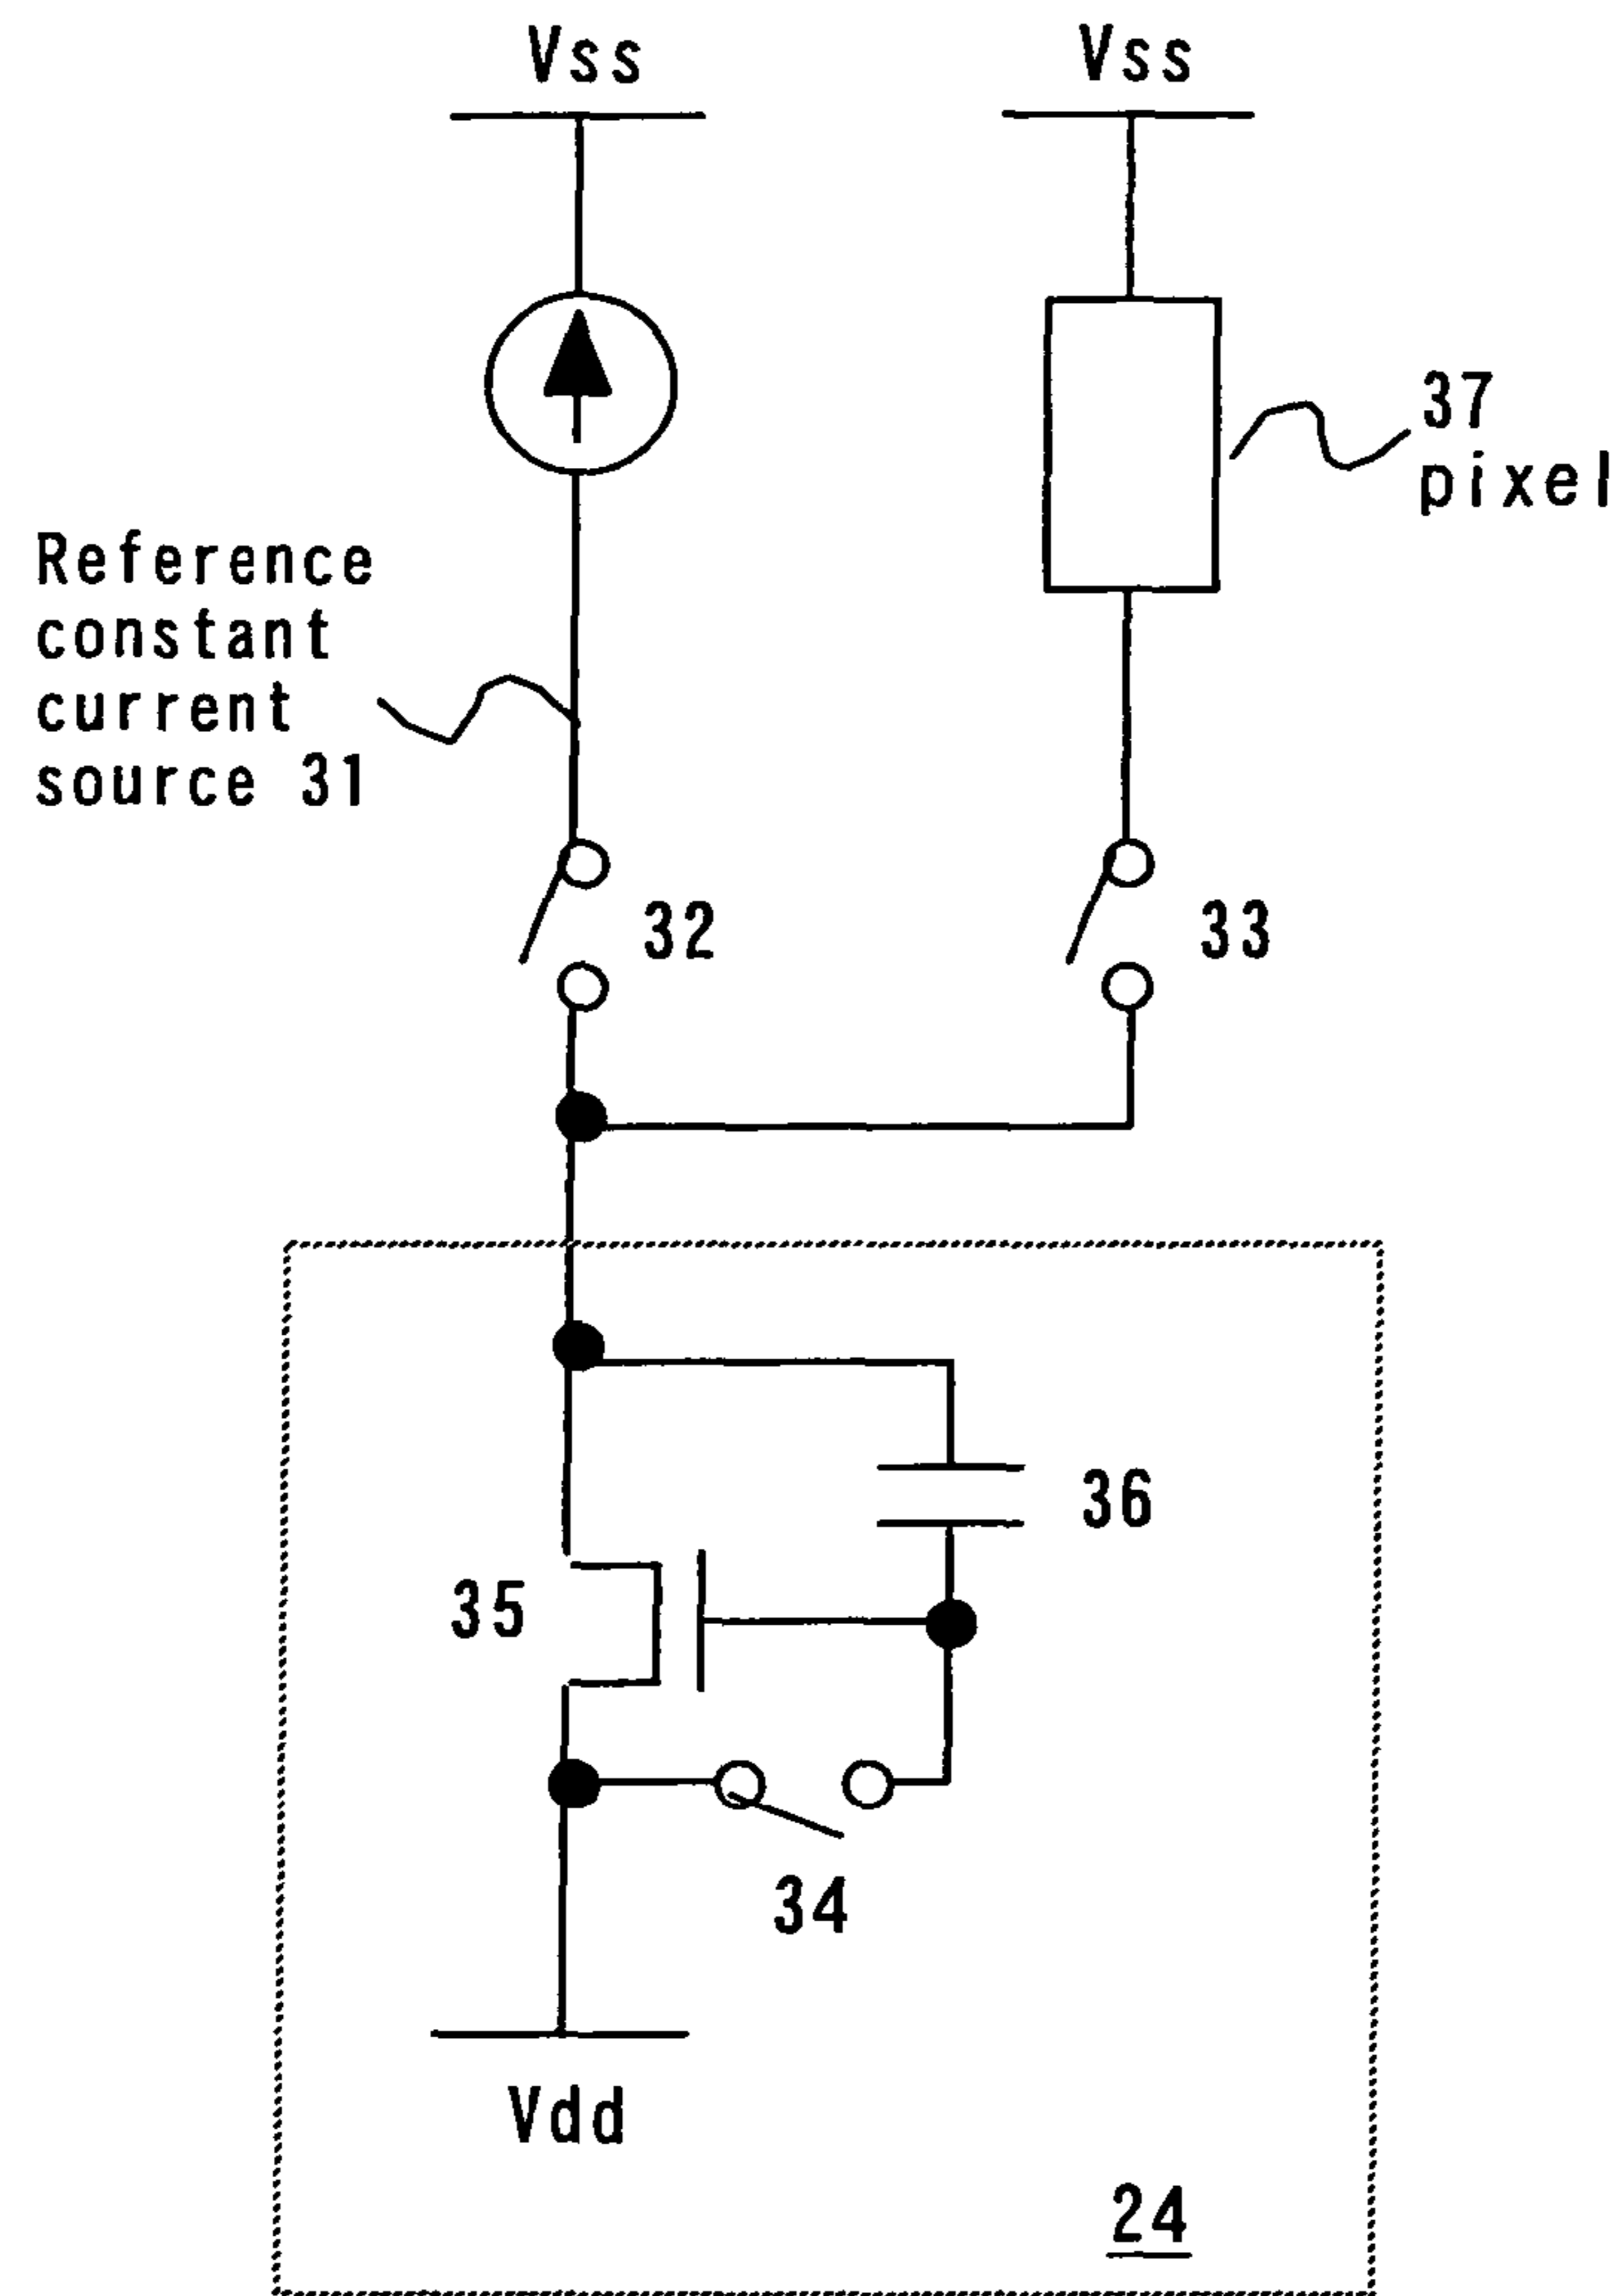 Vss
Vss
37
pixel
Reference
constant
current
source 31
32
33
36
35
34
Vdd
24